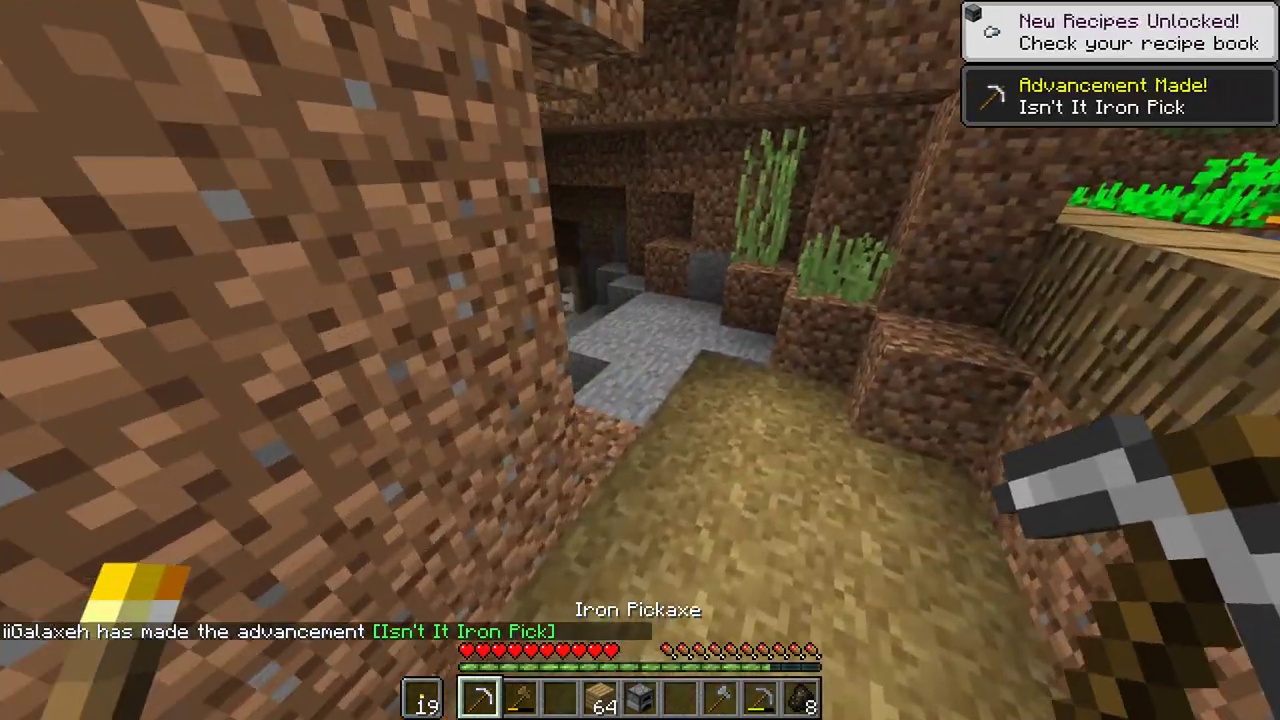 New Recipes Unlocked!
Check your recipe book
Advancement Made!
Isn't It Iron Pick
Iron Pickaxe
iiGalaxeh has made the advancement [Isn't It Iron Pick]
19
64
8